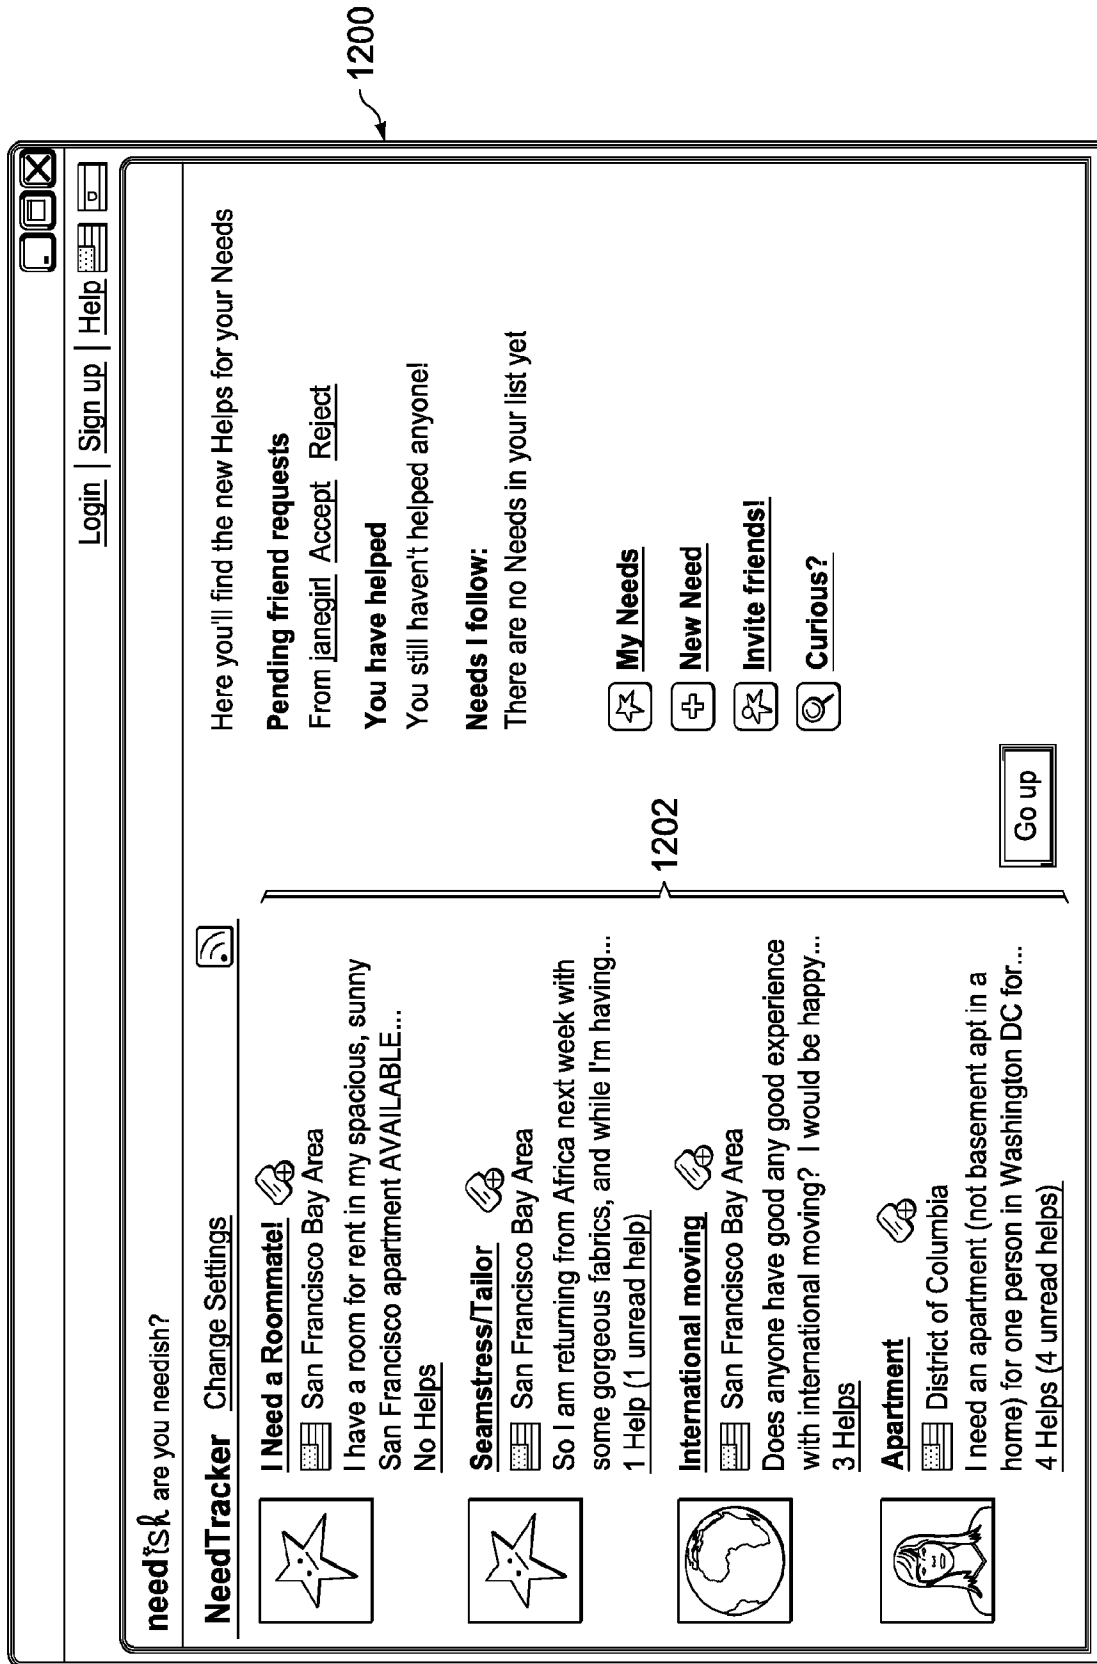 1200
Login | Sign up | Help
needish are you needish?
NeedTracker Change Settings
I Need a Roommate!
San Francisco Bay Area
I have a room for rent in my spacious, sunny
San Francisco apartment AVAILABLE...
No Helps
Seamstress/Tailor
San Francisco Bay Area
So I am returning from Africa next week with
some gorgeous fabrics, and while I'm having...
1 Help (1 unread help)
International moving
San Francisco Bay Area
Does anyone have good any good experience
with international moving? I would be happy...
3 Helps
Apartment
District of Columbia
I need an apartment (not basement apt in a
home) for one person in Washington DC for...
4 Helps (4 unread helps)
1202
Here you'll find the new Helps for your Needs
Pending friend requests
From janegirl Accept Reject
You have helped
You still haven't helped anyone!
Needs I follow:
There are no Needs in your list yet
My Needs
New Need
Invite friends!
Curious?
Go up